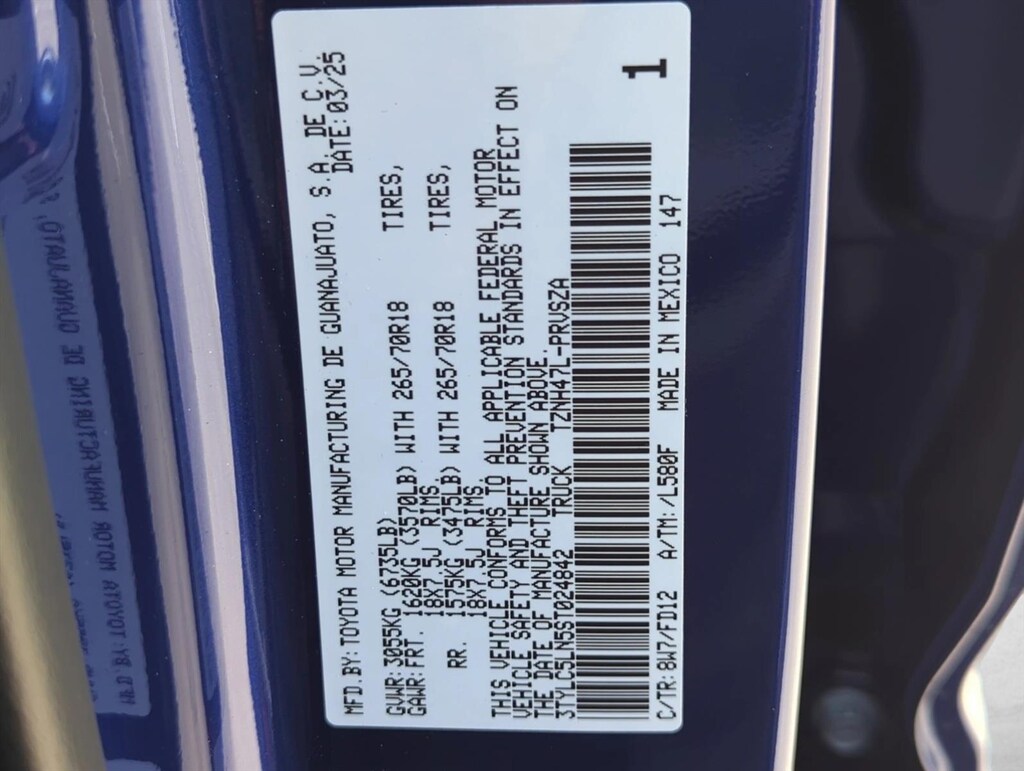 MFD.BY:TOYOTA MOTOR MANUFACTURING DE GUANAJUATO, S.A. DE C.V.
DATE:03/25
GVWR:3055KG (6735LB)
GAWR:FRT. 1620KG (3570LB) WITH 265/70R18 TIRES,
18X7.5J RIMS
RR. 1575KG (3475LB) WITH 265/70R18 TIRES,
18X7.5J RIMS.
THIS VEHICLE CONFORMS TO ALL APPLICABLE FEDERAL MOTOR
VEHICLE SAFETY AND THEFT PREVENTION STANDARDS IN EFFECT ON
THE DATE OF MANUFACTURE SHOWN ABOVE.
3TYLC5LN5ST024842 TRUCK TZNH47L-PRVSZA
1
C/TR:8W7/FD12 A/TM:/L580F MADE IN MEXICO 147